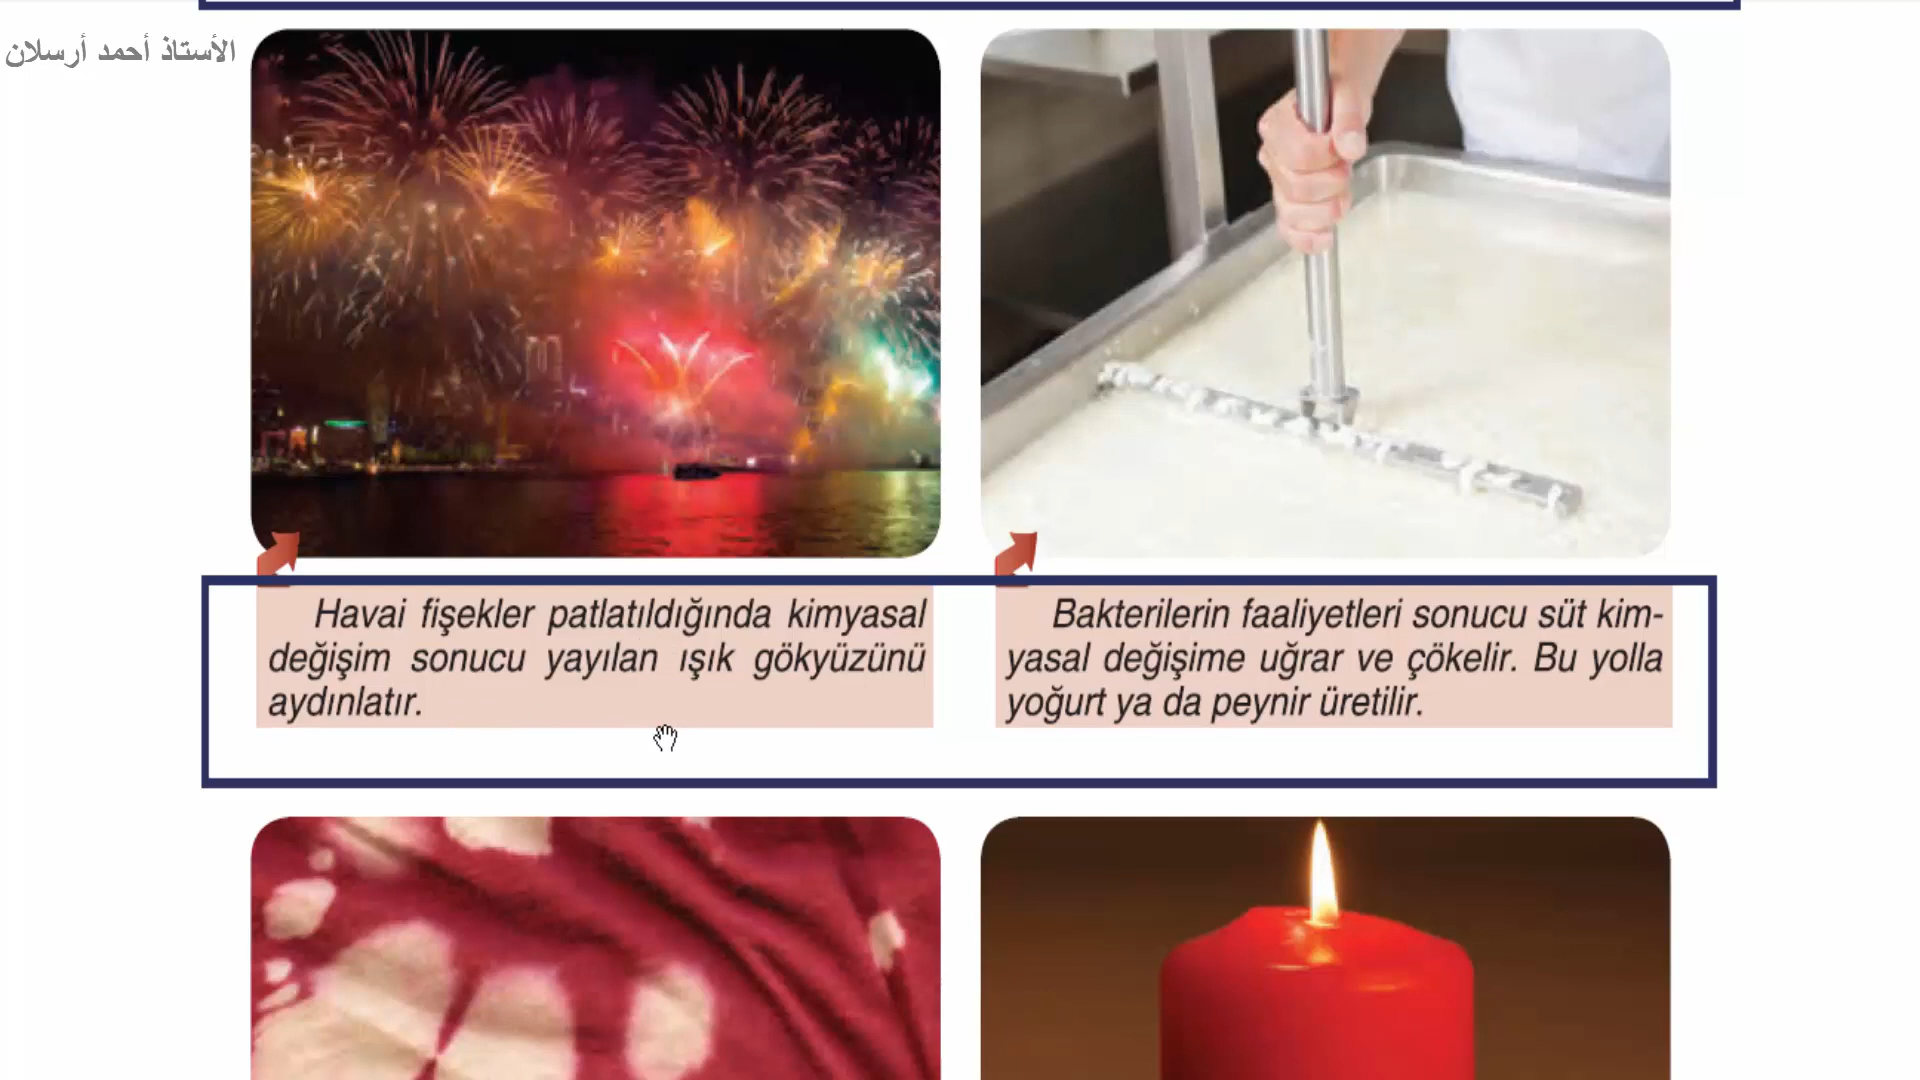 الأستاذ أحمد أرسلان
Havai fişekler patlatıldığında kimyasal
değişim sonucu yayılan ışık gökyüzünü
aydınlatır.
Bakterilerin faaliyetleri sonucu süt kim-
yasal değişime uğrar ve çökelir. Bu yolla
yoğurt ya da peynir üretilir.